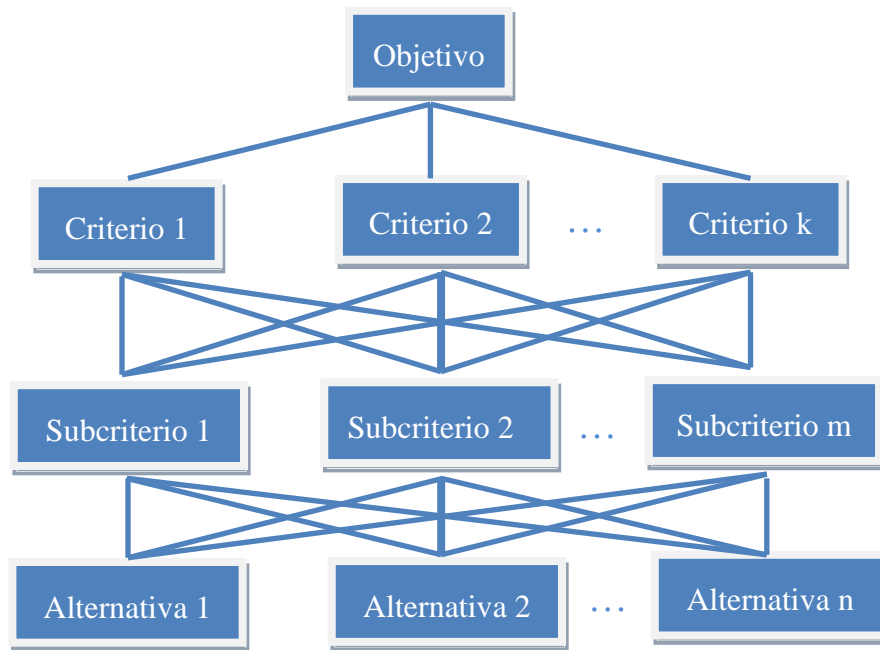 Objetivo
Criterio 1
Criterio 2
…
Criterio k
Subcriterio 1
Subcriterio 2
…
Subcriterio m
Alternativa 1
Alternativa 2
…
Alternativa n